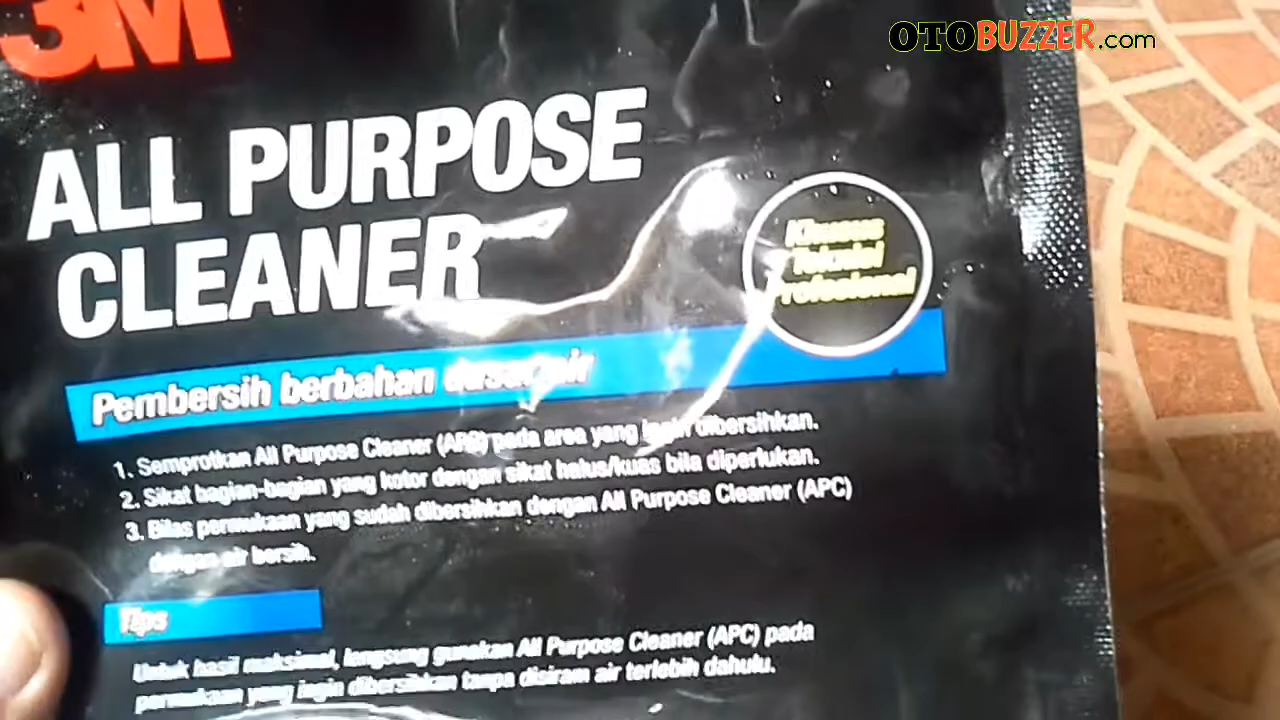 OTOBUZZER.com
3M
ALL PURPOSE
CLEANER
Khusus
Teknisi
Profesional
Pembersih berbahan dasar air
1. Semprotkan All Purpose Cleaner (APC) pada area yang ingin dibersihkan.
2. Sikat bagian-bagian yang kotor dengan sikat halus/kuas bila diperlukan.
3. Bilas permukaan yang sudah dibersihkan dengan All Purpose Cleaner (APC)
dengan air bersih.
Tips
Untuk hasil maksimal, langsung gunakan All Purpose Cleaner (APC) pada
permukaan yang ingin dibersihkan tanpa disiram air terlebih dahulu.